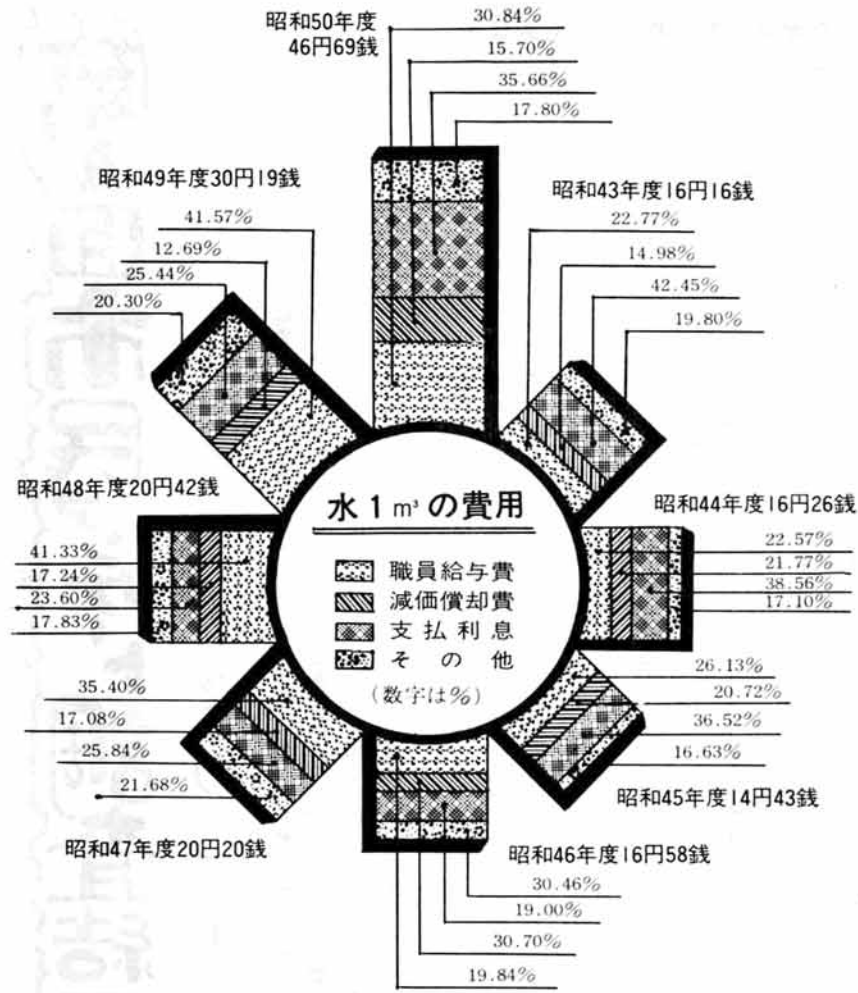 昭和50年度
46円69銭
30.84%
15.70%
35.66%
17.80%
昭和49年度30円19銭
41.57%
12.69%
25.44%
20.30%
昭和43年度16円16銭
22.77%
14.98%
42.45%
19.80%
昭和48年度20円42銭
41.33%
17.24%
23.60%
17.83%
水1m³の費用
職員給与費
減価償却費
支払利息
その他
(数字は%)
昭和44年度16円26銭
22.57%
21.77%
38.56%
17.10%
35.40%
17.08%
25.84%
21.68%
昭和47年度20円20銭
26.13%
20.72%
36.52%
16.63%
昭和45年度14円43銭
昭和46年度16円58銭
30.46%
19.00%
30.70%
19.84%